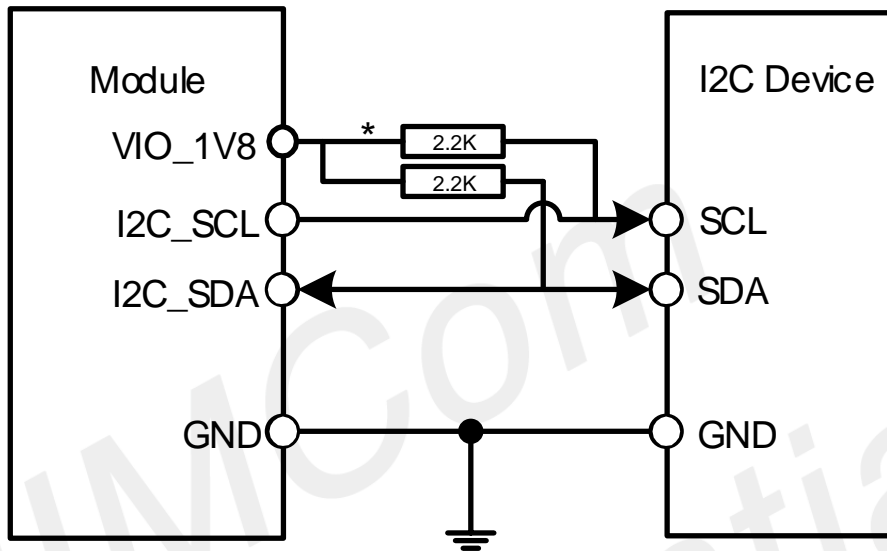 Module
I2C Device
VIO_1V8
*
2.2K
2.2K
I2C_SCL
SCL
I2C_SDA
SDA
GND
GND